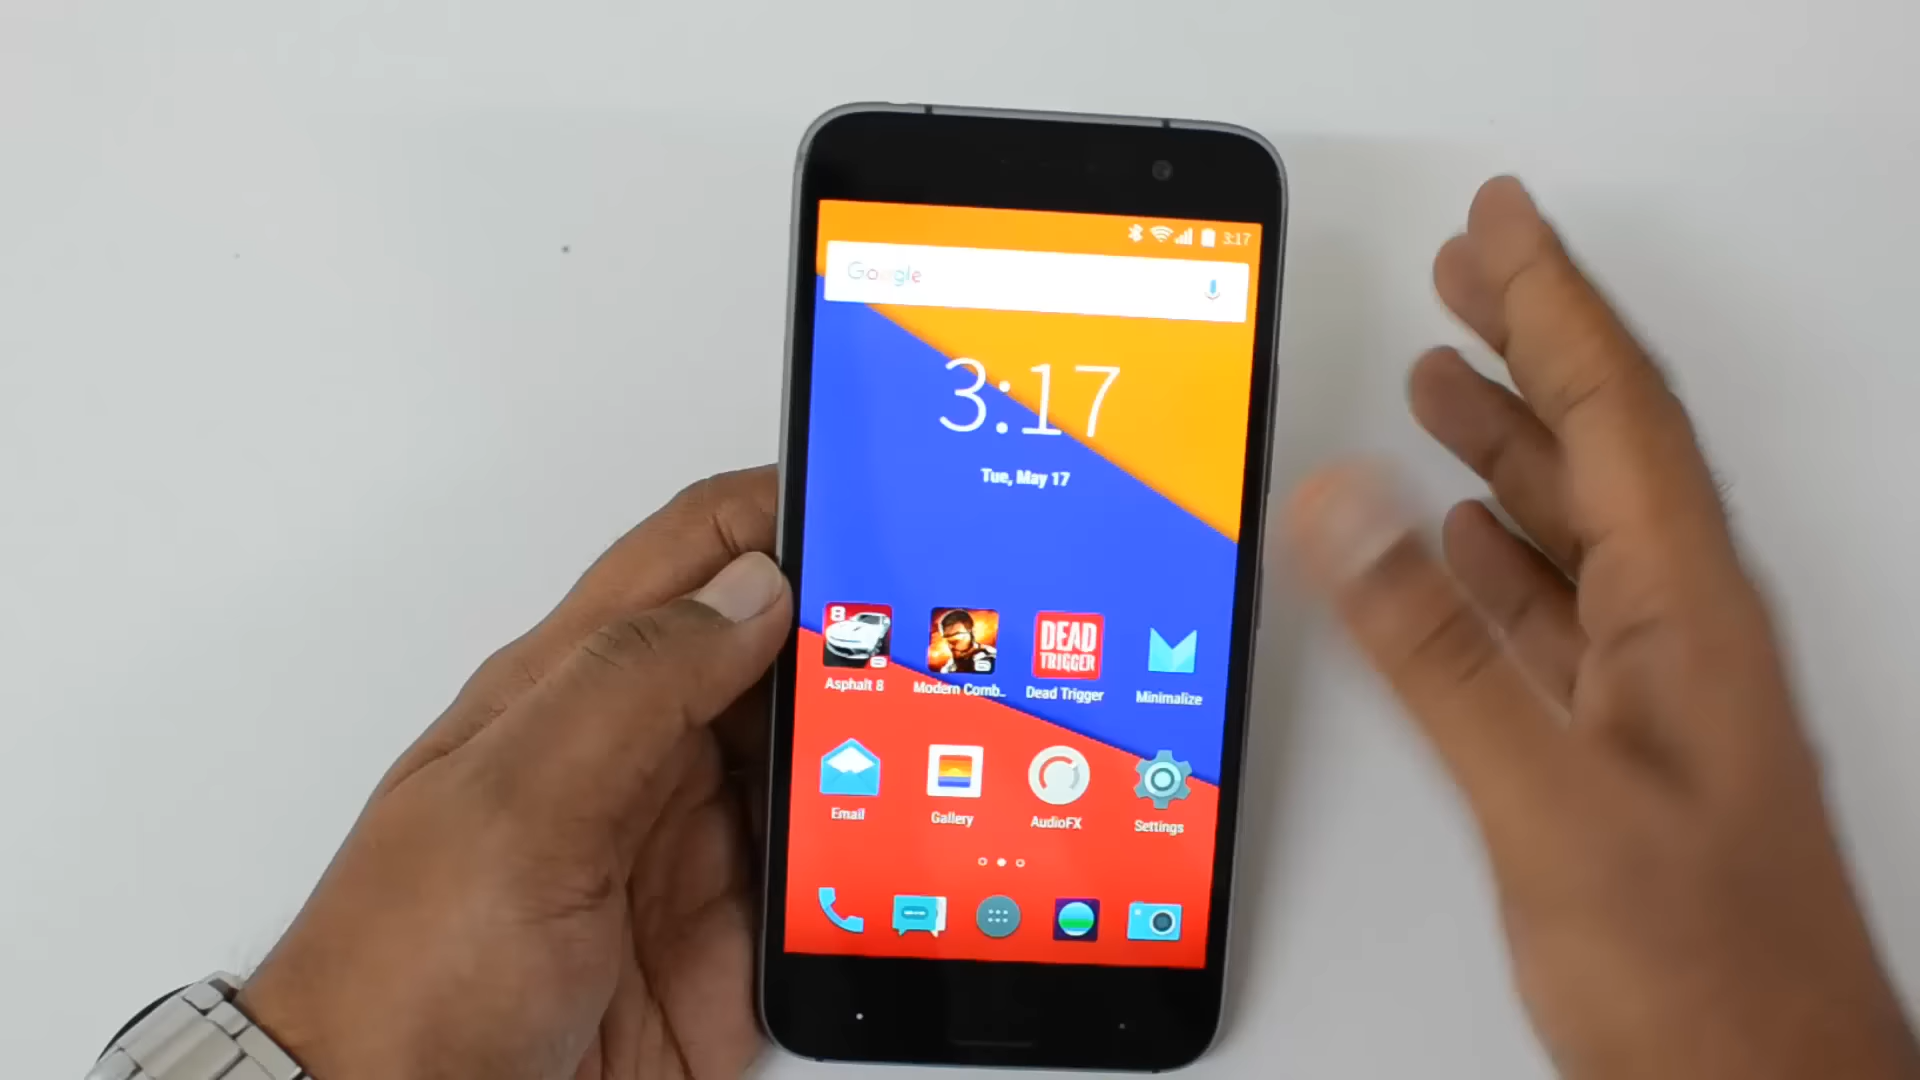 3:17
Google
3:17
Tue, May 17
8
Asphalt 8
Modern Comb..
DEAD
TRIGGER
Dead Trigger
Minimalize
Email
Gallery
AudioFX
Settings